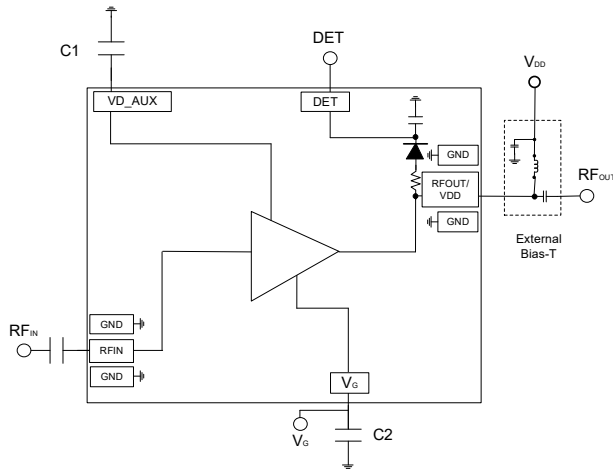 C1
DET
VDD
VD_AUX
DET
GND
RFOUT/
VDD
RFOUT
GND
External
Bias-T
GND
RFIN
RFIN
GND
VG
VG
C2